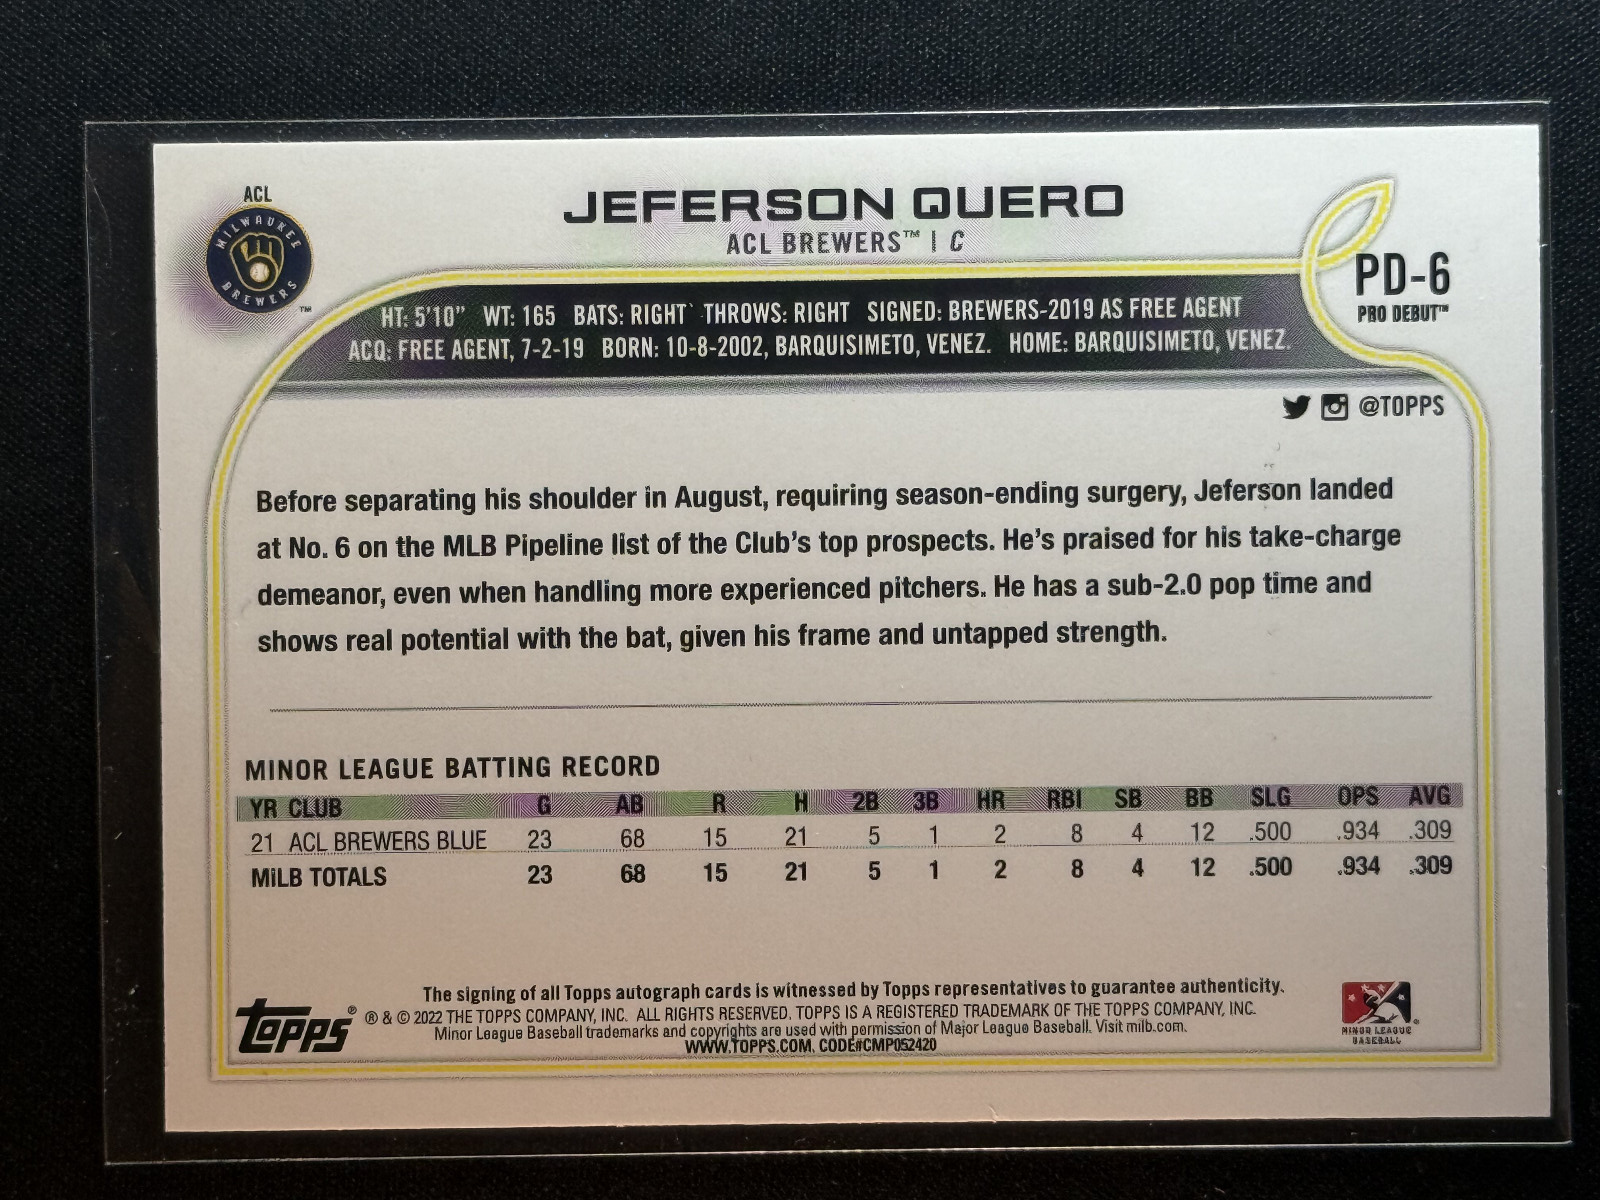 ACL
MILWAUKEE
BREWERS
™
JEFERSON QUERO
ACL BREWERS™ | C
PD-6
PRO DEBUT™
HT: 5'10" WT: 165 BATS: RIGHT THROWS: RIGHT SIGNED: BREWERS-2019 AS FREE AGENT
ACQ: FREE AGENT, 7-2-19 BORN: 10-8-2002, BARQUISIMETO, VENEZ. HOME: BARQUISIMETO, VENEZ.
@TOPPS
Before separating his shoulder in August, requiring season-ending surgery, Jeferson landed
at No. 6 on the MLB Pipeline list of the Club's top prospects. He's praised for his take-charge
demeanor, even when handling more experienced pitchers. He has a sub-2.0 pop time and
shows real potential with the bat, given his frame and untapped strength.
MINOR LEAGUE BATTING RECORD
YR CLUB G AB R H 2B 3B HR RBI SB BB SLG OPS AVG
21 ACL BREWERS BLUE 23 68 15 21 5 1 2 8 4 12 .500 .934 .309
MiLB TOTALS 23 68 15 21 5 1 2 8 4 12 .500 .934 .309
The signing of all Topps autograph cards is witnessed by Topps representatives to guarantee authenticity.
Topps® ® & © 2022 THE TOPPS COMPANY, INC. ALL RIGHTS RESERVED. TOPPS IS A REGISTERED TRADEMARK OF THE TOPPS COMPANY, INC.
Minor League Baseball trademarks and copyrights are used with permission of Major League Baseball. Visit milb.com.
WWW.TOPPS.COM. CODE#CMP052420
MINOR LEAGUE
BASEBALL ®